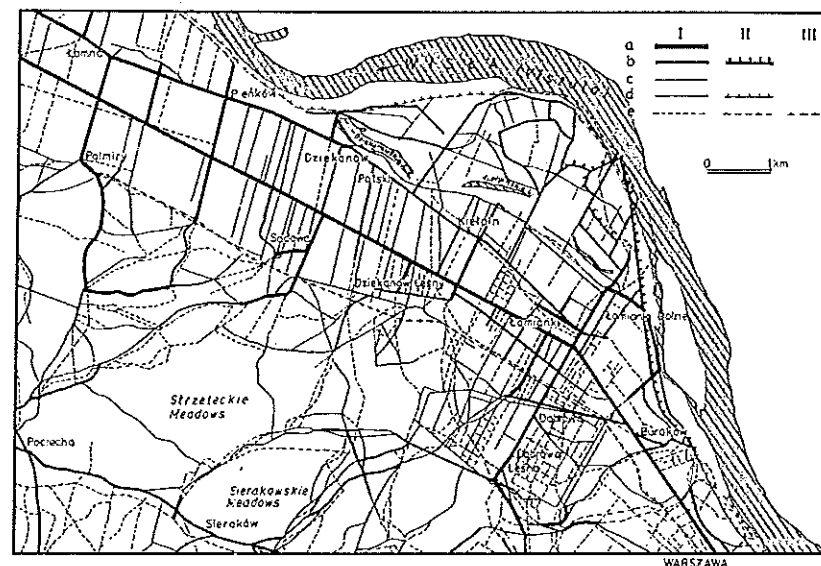 I II III
a
b
c
d
e
0 1 km
Łomna
Pieńków
Palmiry
Dziekanów
Polski
Kiełpin
Sadowa
Dziekanów Leśny
Łomianki
Łomianki Dolne
Strzeleckie
Meadows
Dąbrowa
Buraków
Pociecha
Dąbrowa
Leśna
Sierakowskie
Meadows
Sieraków
WARSZAWA